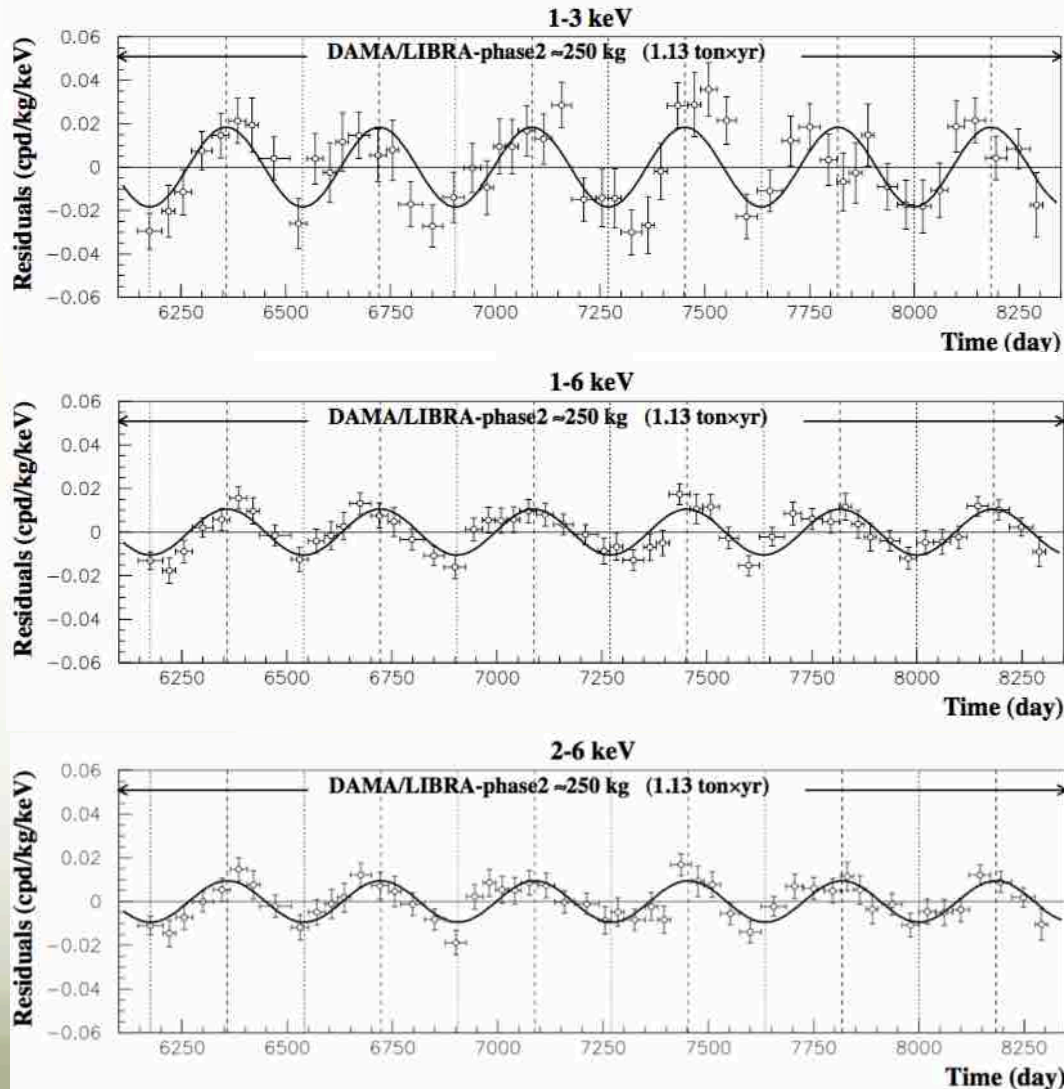 1-3 keV
Residuals (cpd/kg/keV)
0.06
0.04
0.02
0
-0.02
-0.04
-0.06
DAMA/LIBRA-phase2 ≈250 kg (1.13 ton×yr)
6250 6500 6750 7000 7250 7500 7750 8000 8250
Time (day)
1-6 keV
Residuals (cpd/kg/keV)
0.06
0.04
0.02
0
-0.02
-0.04
-0.06
DAMA/LIBRA-phase2 ≈250 kg (1.13 ton×yr)
6250 6500 6750 7000 7250 7500 7750 8000 8250
Time (day)
2-6 keV
Residuals (cpd/kg/keV)
0.06
0.04
0.02
0
-0.02
-0.04
-0.06
DAMA/LIBRA-phase2 ≈250 kg (1.13 ton×yr)
6250 6500 6750 7000 7250 7500 7750 8000 8250
Time (day)